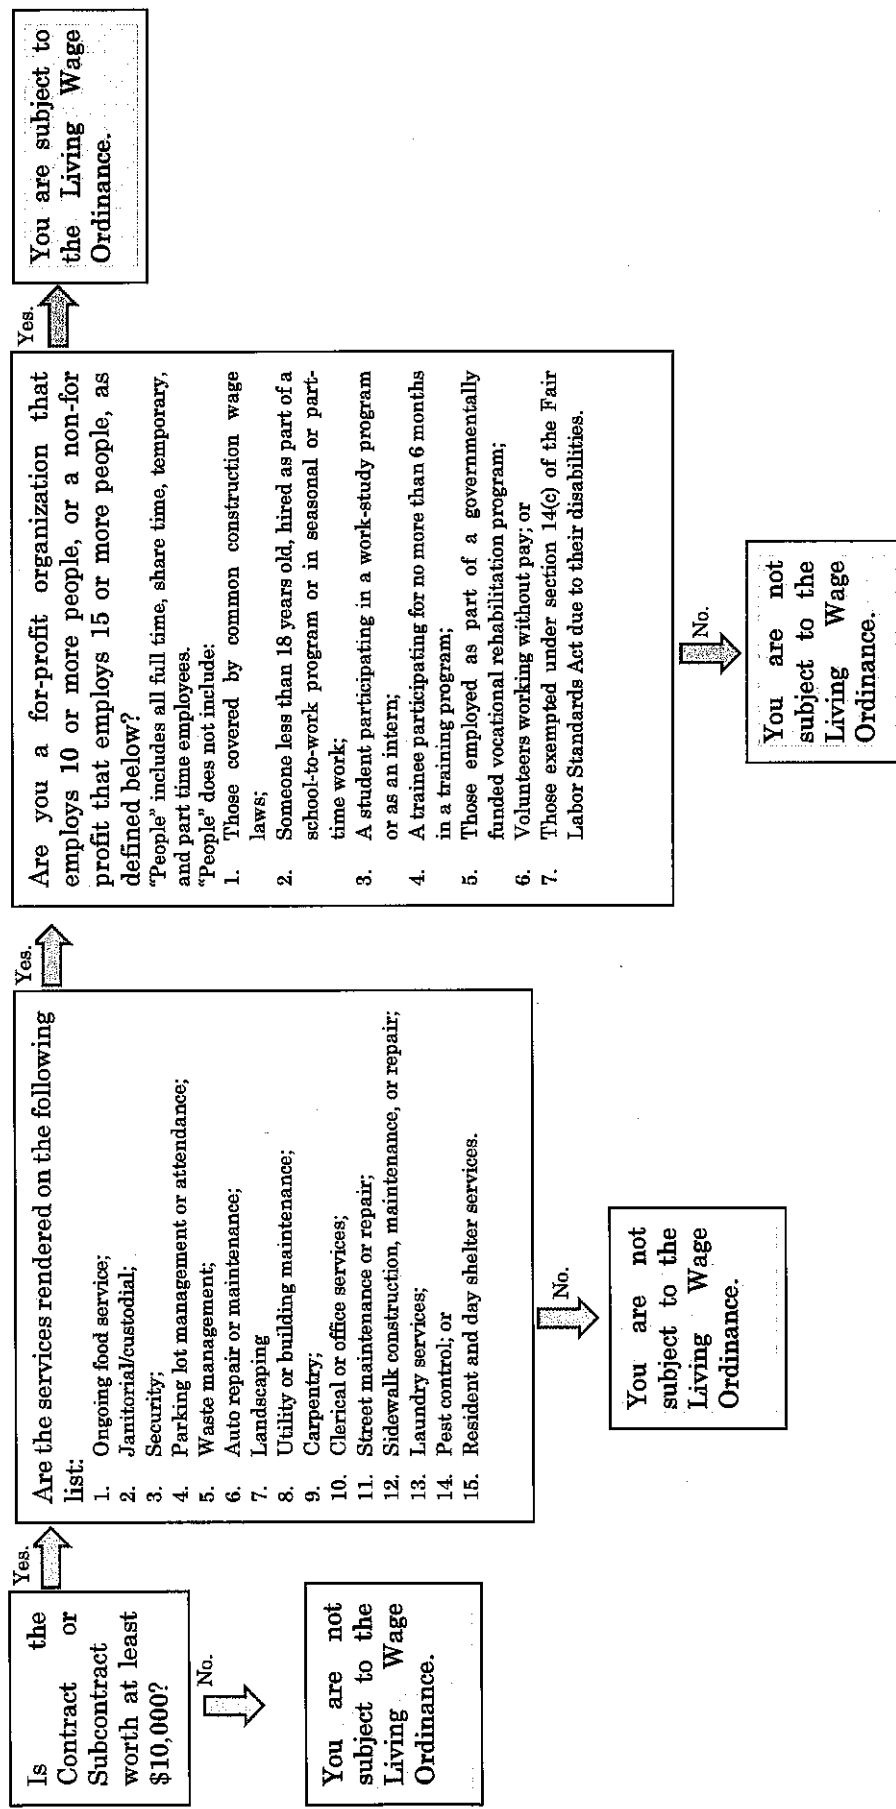 Is the
Contract or
Subcontract
worth at least
$10,000?
Yes.
No.
You are not
subject to the
Living Wage
Ordinance.
Are the services rendered on the following
list:
1. Ongoing food service;
2. Janitorial/custodial;
3. Security;
4. Parking lot management or attendance;
5. Waste management;
6. Auto repair or maintenance;
7. Landscaping
8. Utility or building maintenance;
9. Carpentry;
10. Clerical or office services;
11. Street maintenance or repair;
12. Sidewalk construction, maintenance, or repair;
13. Laundry services;
14. Pest control; or
15. Resident and day shelter services.
Yes.
No.
You are not
subject to the
Living Wage
Ordinance.
Are you a for-profit organization that
employs 10 or more people, or a non-for
profit that employs 15 or more people, as
defined below?
"People" includes all full time, share time, temporary,
and part time employees.
"People" does not include:
1. Those covered by common construction wage
laws;
2. Someone less than 18 years old, hired as part of a
school-to-work program or in seasonal or part-
time work;
3. A student participating in a work-study program
or as an intern;
4. A trainee participating for no more than 6 months
in a training program;
5. Those employed as part of a governmentally
funded vocational rehabilitation program;
6. Volunteers working without pay; or
7. Those exempted under section 14(c) of the Fair
Labor Standards Act due to their disabilities.
Yes.
No.
You are not
subject to the
Living Wage
Ordinance.
You are subject to
the Living Wage
Ordinance.